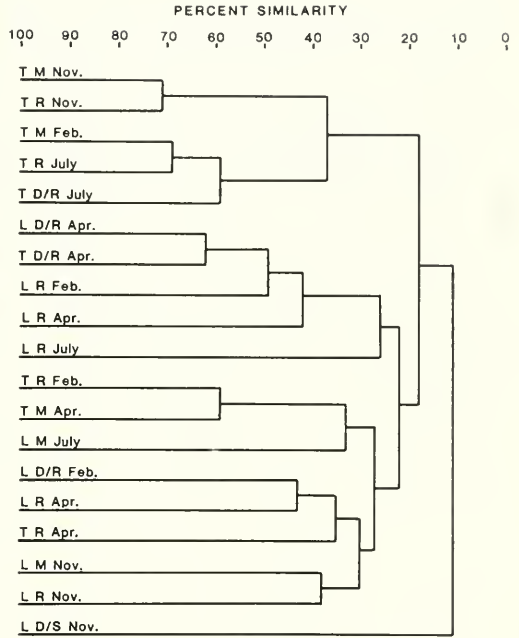 PERCENT SIMILARITY
100 90 80 70 60 50 40 30 20 10 0
T M Nov.
T R Nov.
T M Feb.
T R July
T D/R July
L D/R Apr.
T D/R Apr.
L R Feb.
L R Apr.
L R July
T R Feb.
T M Apr.
L M July
L D/R Feb.
L R Apr.
T R Apr.
L M Nov.
L R Nov.
L D/S Nov.